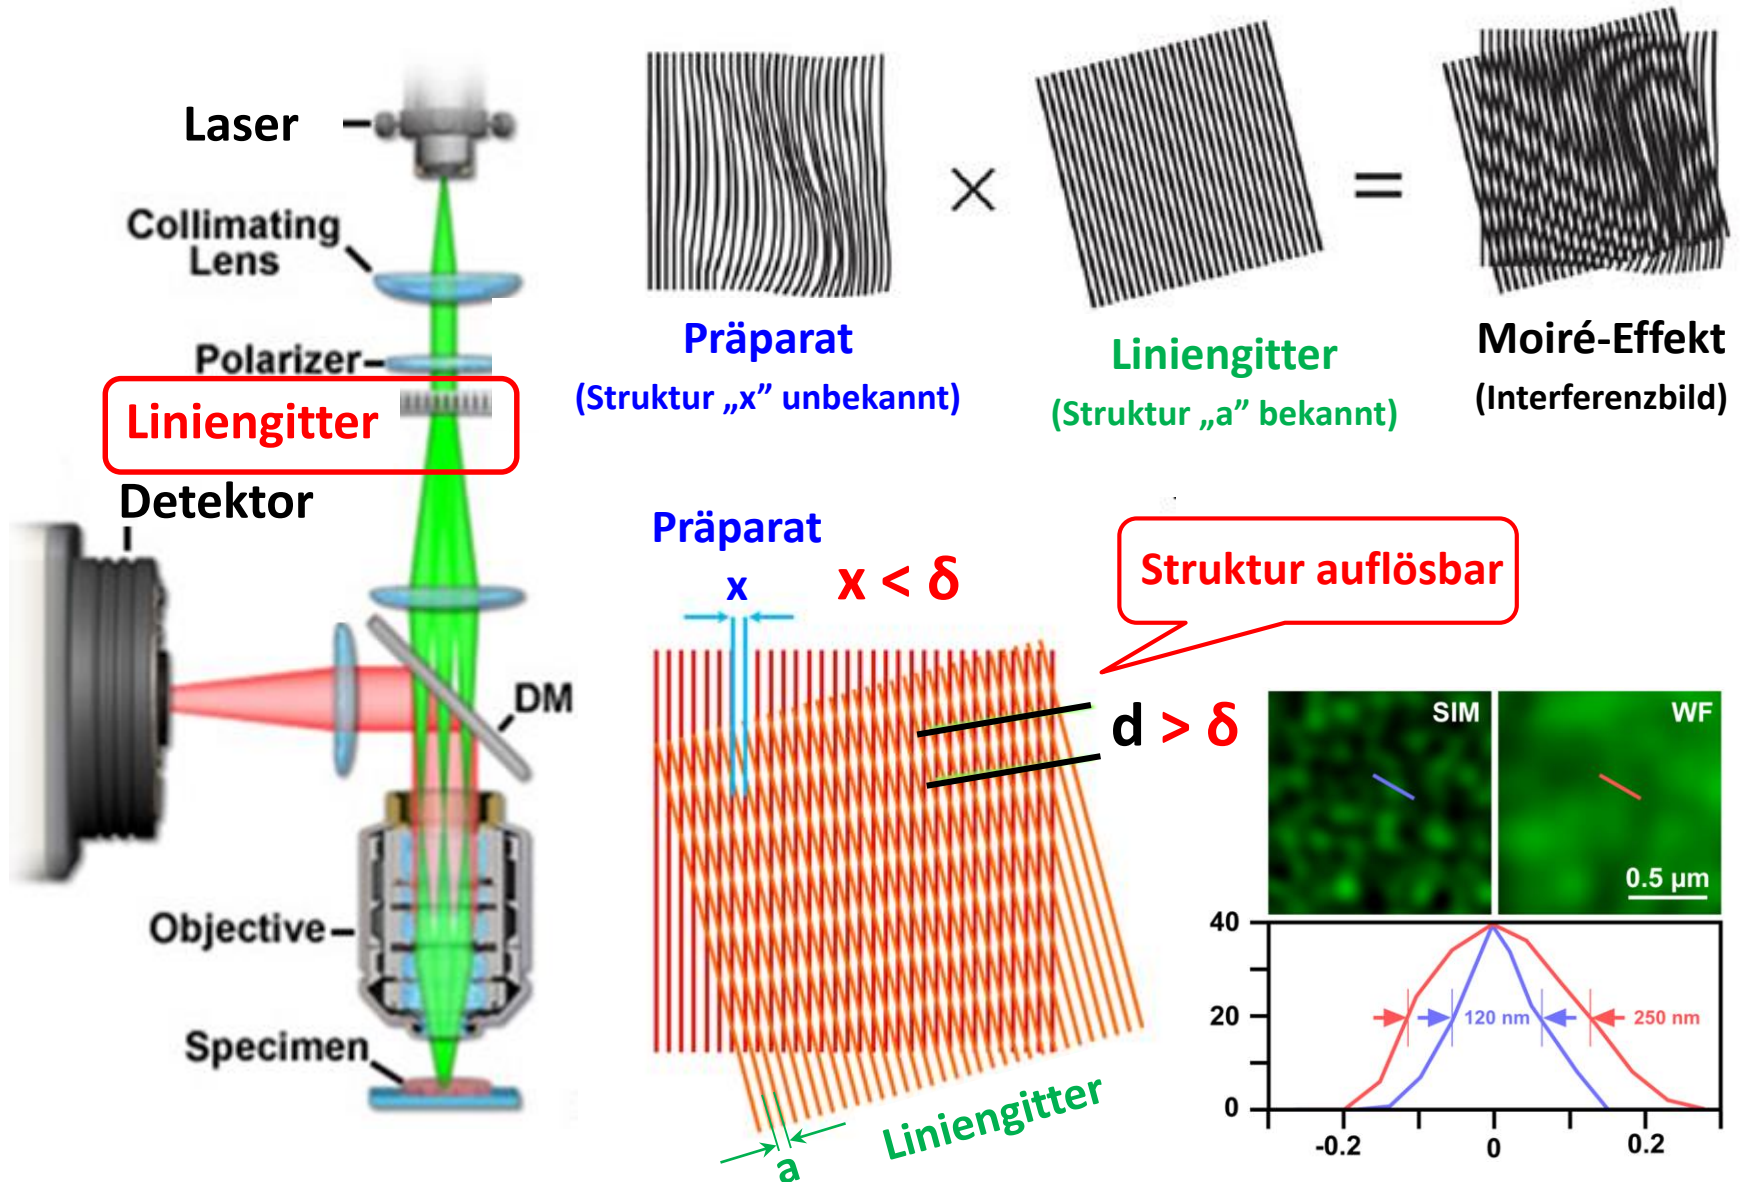 Laser
Collimating
Lens
Polarizer
Liniengitter
Detektor
DM
Objective
Specimen
×
=
Präparat
(Struktur „x” unbekannt)
Liniengitter
(Struktur „a” bekannt)
Moiré-Effekt
(Interferenzbild)
Präparat
x
x < δ
Struktur auflösbar
d > δ
Liniengitter
a
SIM
WF
0.5 µm
40
20
0
120 nm
250 nm
-0.2
0
0.2